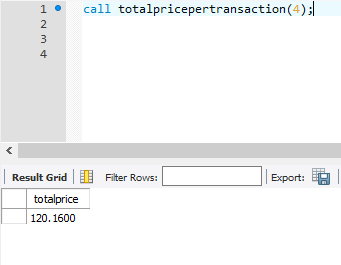 1 call totalpricepertransaction(4);
2
3
4
Result Grid Filter Rows: Export:
totalprice
120.1600